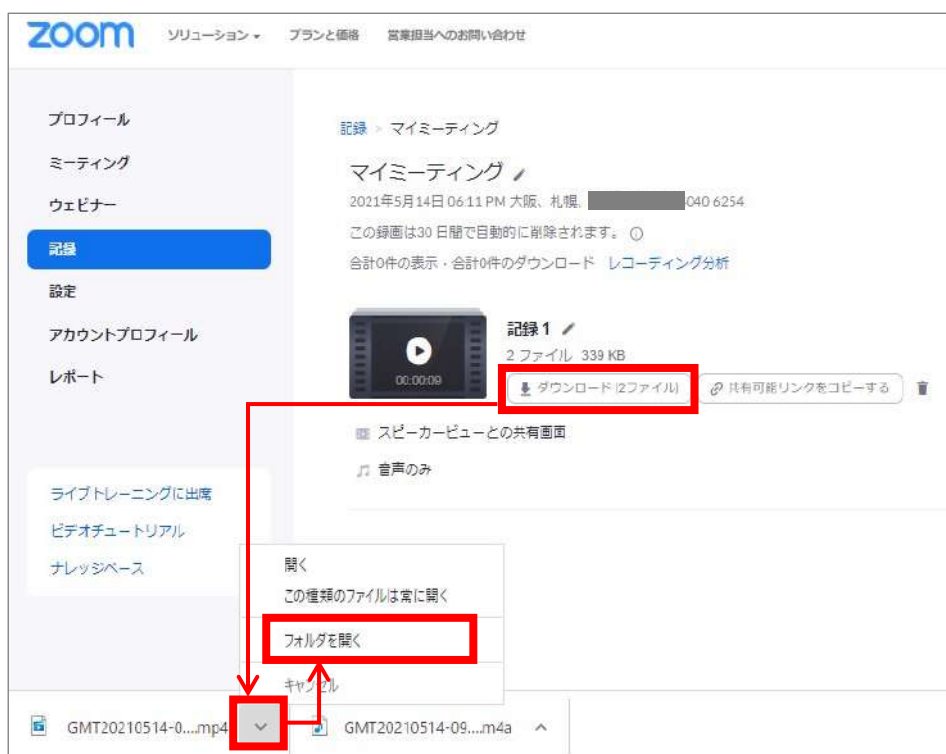 zoom ソリューション プランと価格 営業担当へのお問い合わせ
プロフィール
ミーティング
ウェビナー
記録
設定
アカウントプロフィール
レポート
ライブトレーニングに出席
ビデオチュートリアル
ナレッジベース
記録 > マイミーティング
マイミーティング
2021年5月14日 06:11 PM 大阪、札幌, 040 6254
この録画は30 日間で自動的に削除されます。
合計0件の表示・合計0件のダウンロード レコーディング分析
00:00:09
記録 1
2 ファイル 339 KB
ダウンロード (2ファイル) 共有可能リンクをコピーする
スピーカービューとの共有画面
音声のみ
開く
この種類のファイルは常に開く
フォルダを開く
キャンセル
GMT20210514-0....mp4 GMT20210514-09....m4a